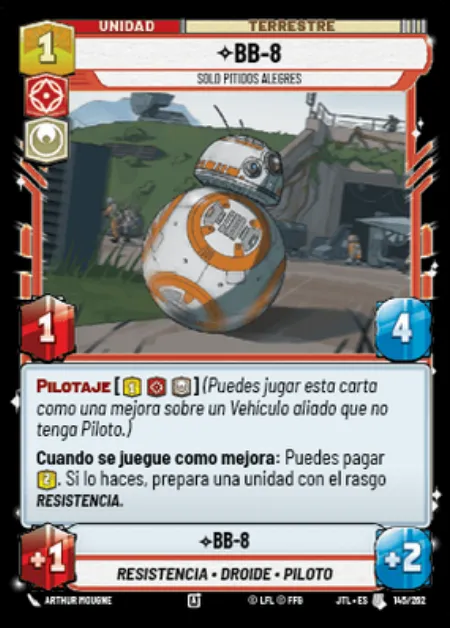 UNIDAD
TERRESTRE
1
BB-8
SOLO PITIDOS ALEGRES
1
4
PILOTAJE [1] (Puedes jugar esta carta
como una mejora sobre un Vehículo aliado que no
tenga Piloto.)
Cuando se juegue como mejora: Puedes pagar
2. Si lo haces, prepara una unidad con el rasgo
RESISTENCIA.
BB-8
+1
+2
RESISTENCIA • DROIDE • PILOTO
ARTHUR MOUGNE
A
© LFL © FFG
JTL • ES
145/262